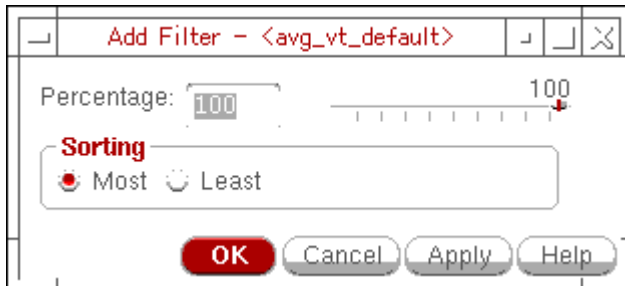 Add Filter - <avg_vt_default>
Percentage: 100 100
Sorting
Most Least
OK Cancel Apply Help